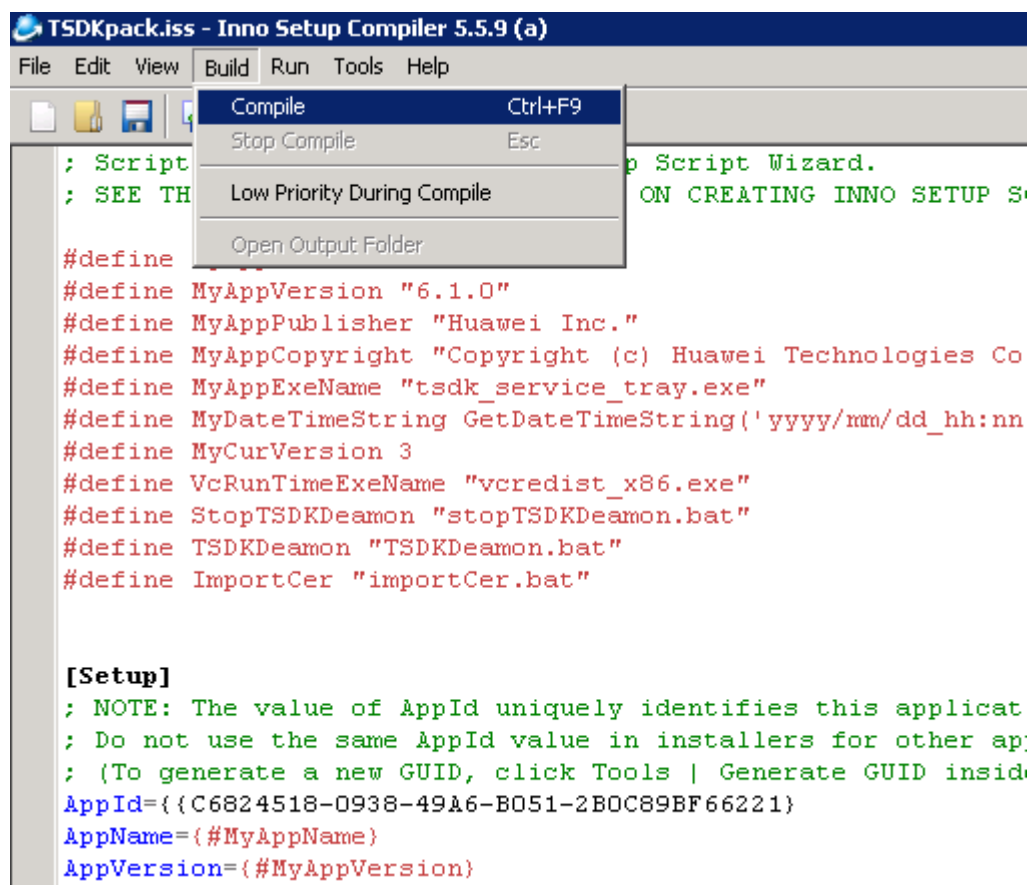 TSDKpack.iss - Inno Setup Compiler 5.5.9 (a)
File Edit View Build Run Tools Help
Compile Ctrl+F9
Stop Compile Esc
Low Priority During Compile
Open Output Folder
; Script p Script Wizard.
; SEE TH ON CREATING INNO SETUP S
#define
#define MyAppVersion "6.1.0"
#define MyAppPublisher "Huawei Inc."
#define MyAppCopyright "Copyright (c) Huawei Technologies Co
#define MyAppExeName "tsdk_service_tray.exe"
#define MyDateTimeString GetDateTimeString('yyyy/mm/dd_hh:nn
#define MyCurVersion 3
#define VcRunTimeExeName "vcredist_x86.exe"
#define StopTSDKDeamon "stopTSDKDeamon.bat"
#define TSDKDeamon "TSDKDeamon.bat"
#define ImportCer "importCer.bat"
[Setup]
; NOTE: The value of AppId uniquely identifies this applicat
; Do not use the same AppId value in installers for other ap
; (To generate a new GUID, click Tools | Generate GUID inside
AppId={{C6824518-0938-49A6-B051-2B0C89BF66221}
AppName={#MyAppName}
AppVersion={#MyAppVersion}